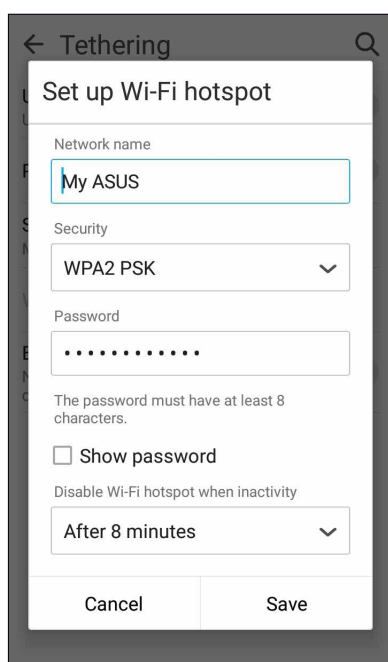 Tethering
Set up Wi-Fi hotspot
Network name
My ASUS
Security
WPA2 PSK
Password
••••••••••••
The password must have at least 8
characters.
Show password
Disable Wi-Fi hotspot when inactivity
After 8 minutes
Cancel
Save